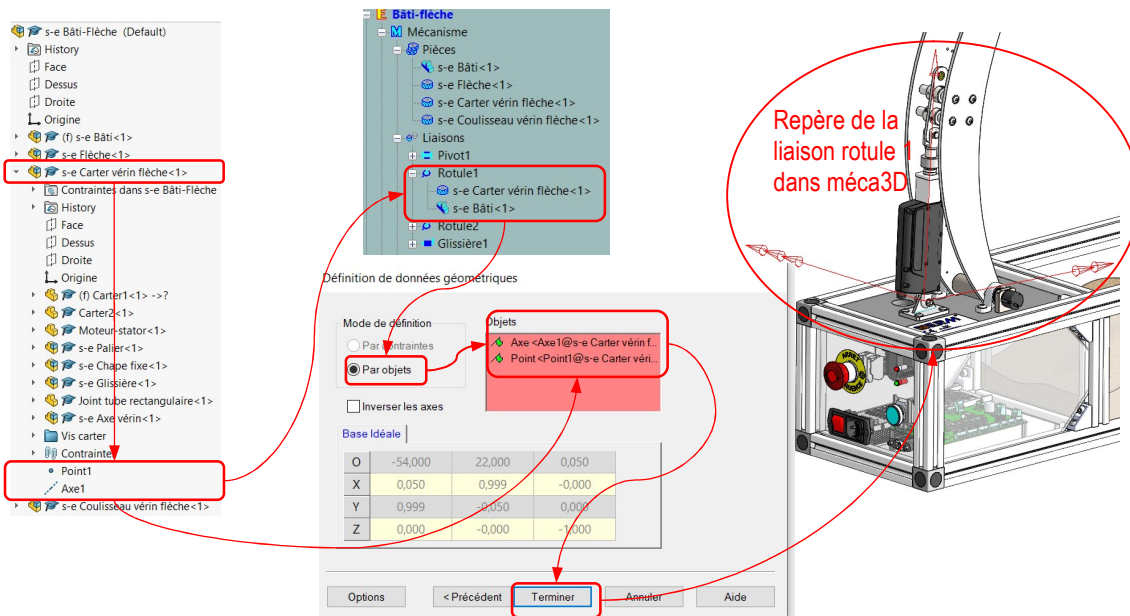 s-e Bâti-Flèche (Default)
History
Face
Dessus
Droite
Origine
(f) s-e Bâti<1>
s-e Flèche<1>
s-e Carter vérin flèche<1>
Contraintes dans s-e Bâti-Flèche
History
Face
Dessus
Droite
Origine
(f) Carter1<1> ->?
Carter2<1>
Moteur-stator<1>
s-e Palier<1>
s-e Chape fixe<1>
s-e Glissière<1>
Joint tube rectangulaire<1>
s-e Axe vérin<1>
Vis carter
Contrainte
Point1
Axe1
s-e Coulisseau vérin flèche<1>
Bâti-flèche
Mécanisme
Pièces
s-e Bâti<1>
s-e Flèche<1>
s-e Carter vérin flèche<1>
s-e Coulisseau vérin flèche<1>
Liaisons
Pivot1
Rotule1
s-e Carter vérin flèche<1>
s-e Bâti<1>
Rotule2
Glissière1
Définition de données géométriques
Mode de définition
Par contraintes
Par objets
Inverser les axes
Objets
Axe <Axe1@s-e Carter vérin f...
Point <Point1@s-e Carter véri...
Base Idéale
O -54,000 22,000 0,050
X 0,050 0,999 -0,000
Y 0,999 -0,050 0,000
Z 0,000 -0,000 -1,000
Options
< Précédent
Terminer
Annuler
Aide
Repère de la
liaison rotule 1
dans méca3D